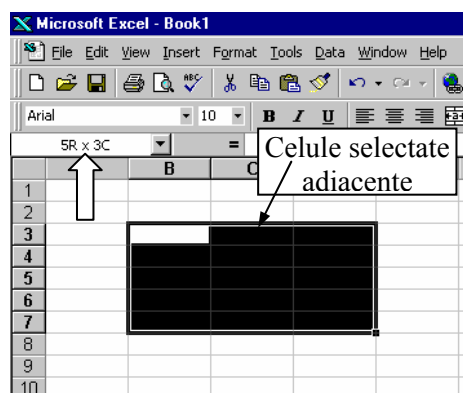 Microsoft Excel - Book1
File Edit View Insert Format Tools Data Window Help
Arial 10 B I U
5R x 3C =
Celule selectate
adiacente
B C
1
2
3
4
5
6
7
8
9
10